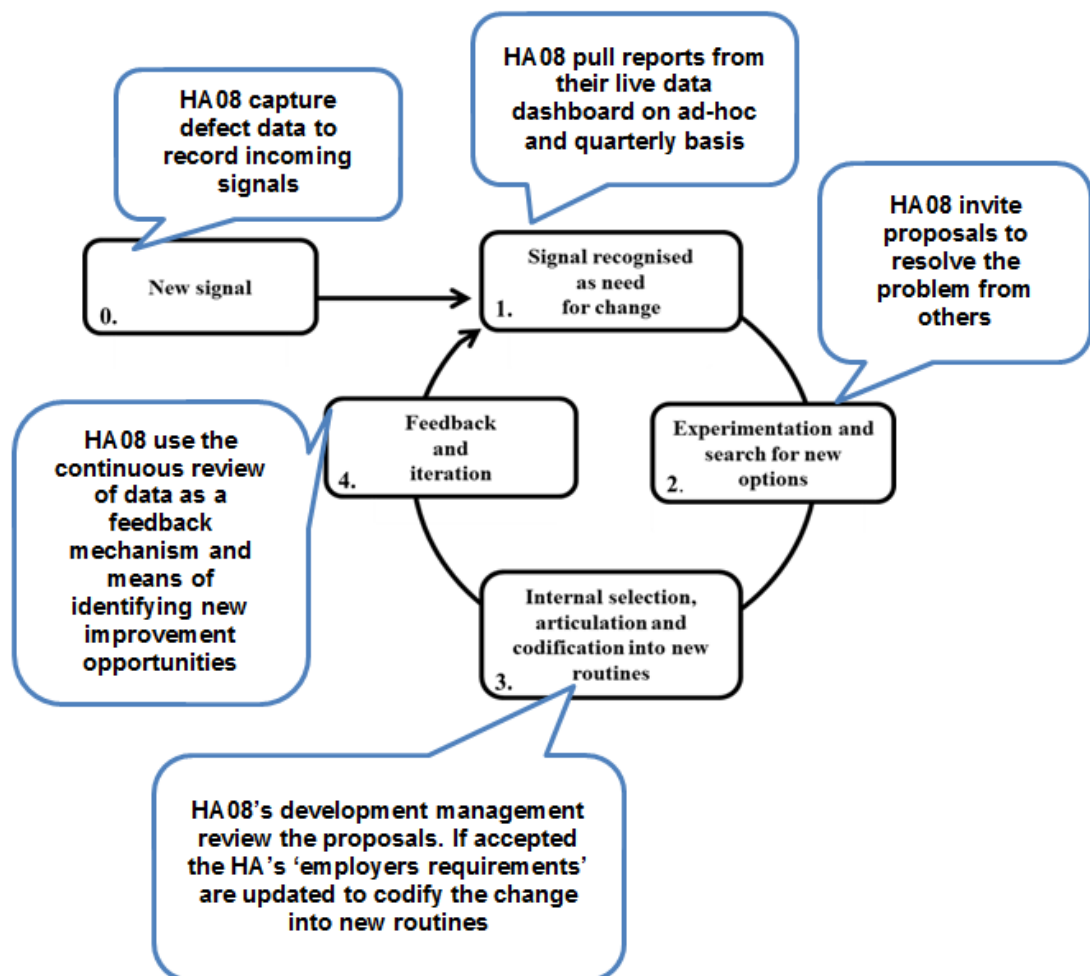 HA08 capture
defect data to
record incoming
signals
HA08 pull reports from
their live data
dashboard on ad-hoc
and quarterly basis
HA08 invite
proposals to
resolve the
problem from
others
New signal
0.
Signal recognised
as need
for change
1.
Experimentation and
search for new
options
2.
Internal selection,
articulation and
codification into new
routines
3.
Feedback
and
iteration
4.
HA08 use the
continuous review
of data as a
feedback
mechanism and
means of
identifying new
improvement
opportunities
HA08's development management
review the proposals. If accepted
the HA's ‘employers requirements’
are updated to codify the change
into new routines